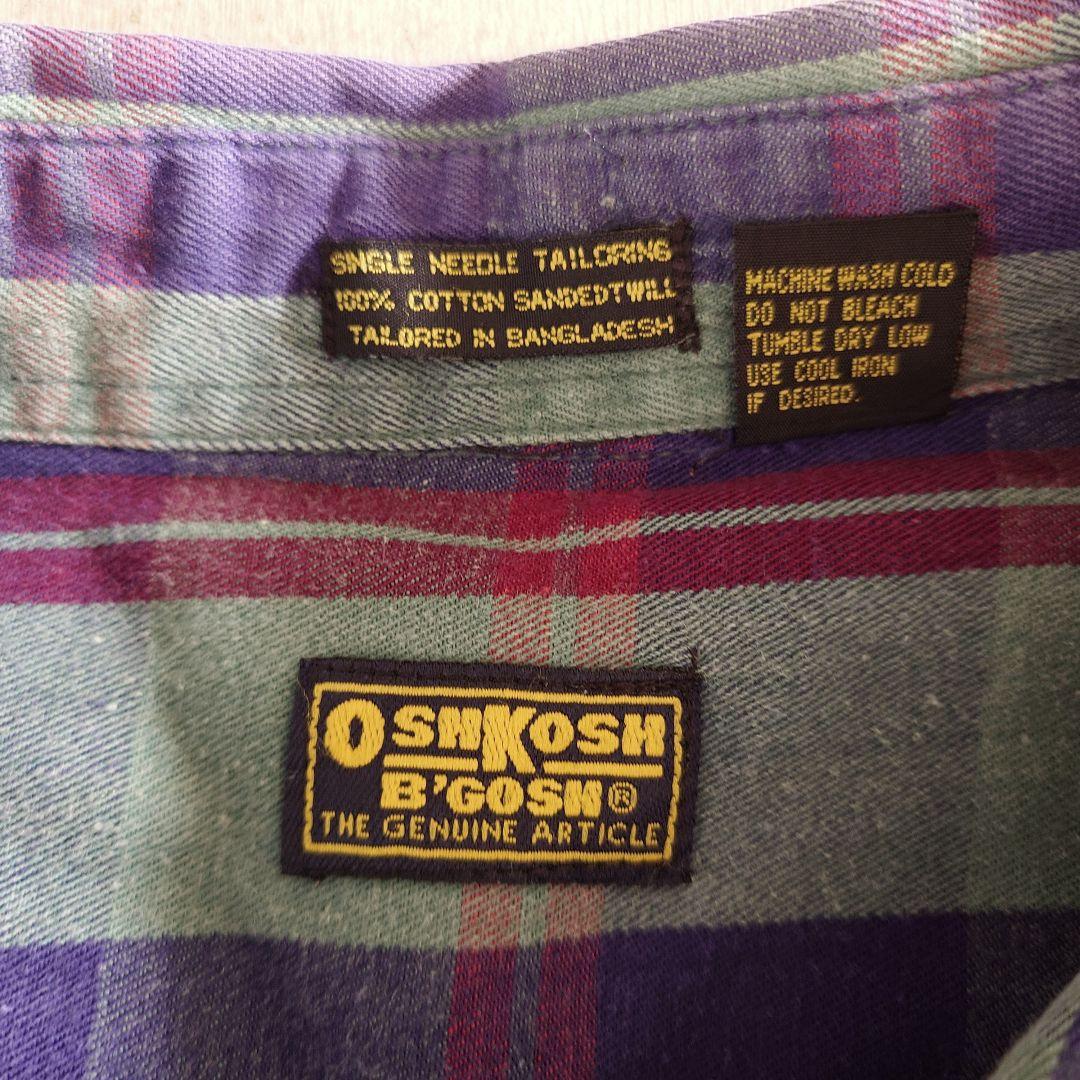 SINGLE NEEDLE TAILORING
100% COTTON SANDED TWILL
TAILORED IN BANGLADESH
MACHINE WASH COLD
DO NOT BLEACH
TUMBLE DRY LOW
USE COOL IRON
IF DESIRED.
OSHKOSH
B'GOSH®
THE GENUINE ARTICLE